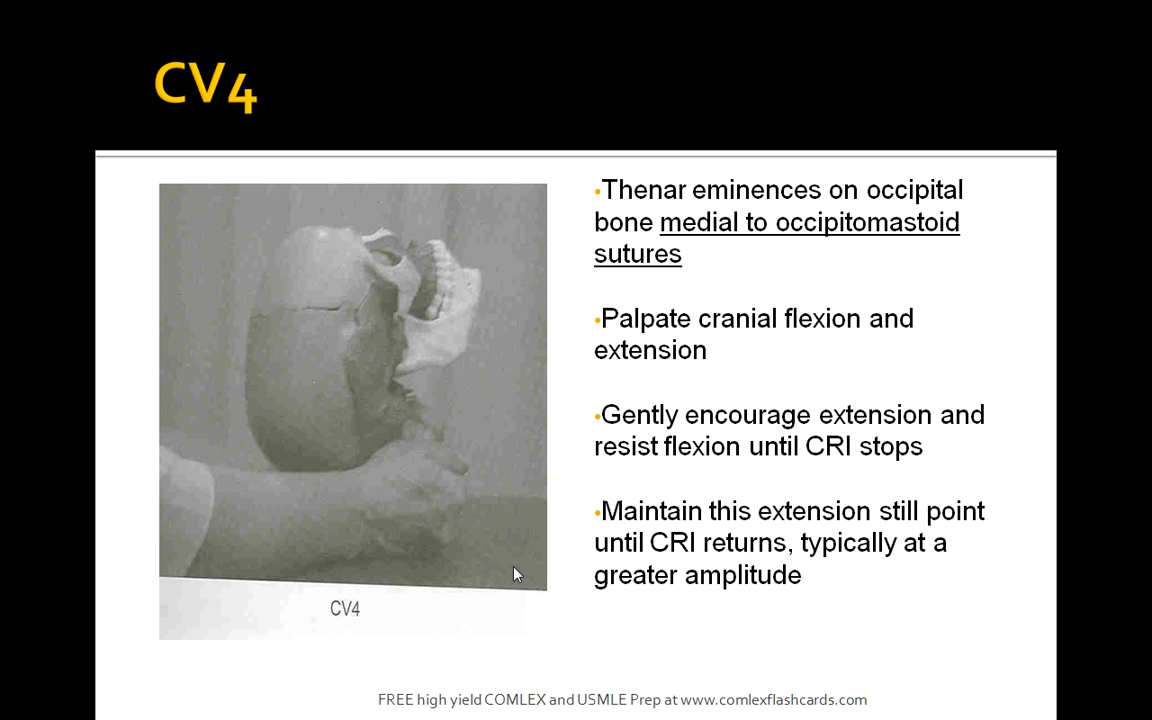 CV4
•Thenar eminences on occipital
bone medial to occipitomastoid
sutures
•Palpate cranial flexion and
extension
•Gently encourage extension and
resist flexion until CRI stops
•Maintain this extension still point
until CRI returns, typically at a
greater amplitude
CV4
FREE high yield COMLEX and USMLE Prep at www.comlexflashcards.com